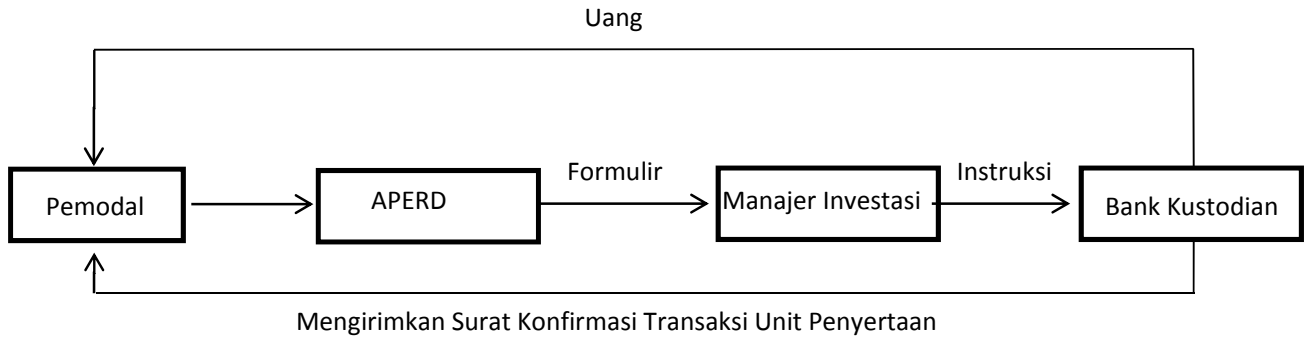 Uang
Formulir
Instruksi
Pemodal
APERD
Manajer Investasi
Bank Kustodian
Mengirimkan Surat Konfirmasi Transaksi Unit Penyertaan